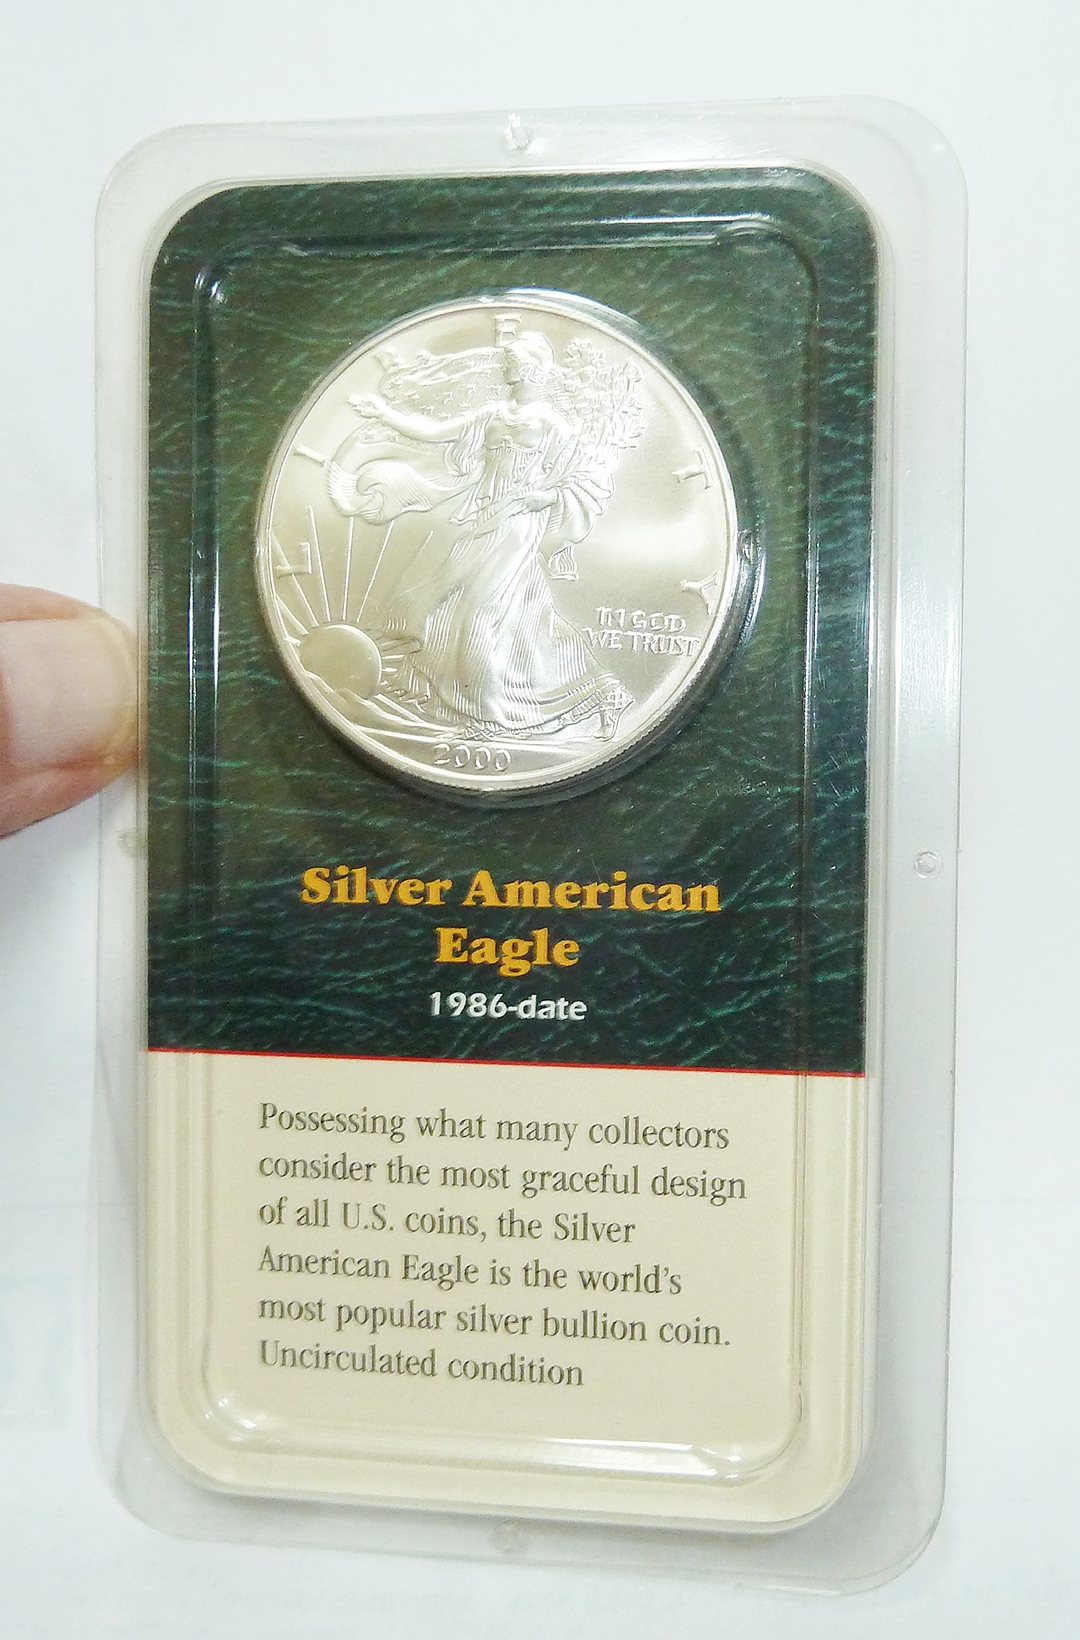 LIBERTY
IN GOD
WE TRUST
2000
Silver American
Eagle
1986-date
Possessing what many collectors
consider the most graceful design
of all U.S. coins, the Silver
American Eagle is the world's
most popular silver bullion coin.
Uncirculated condition